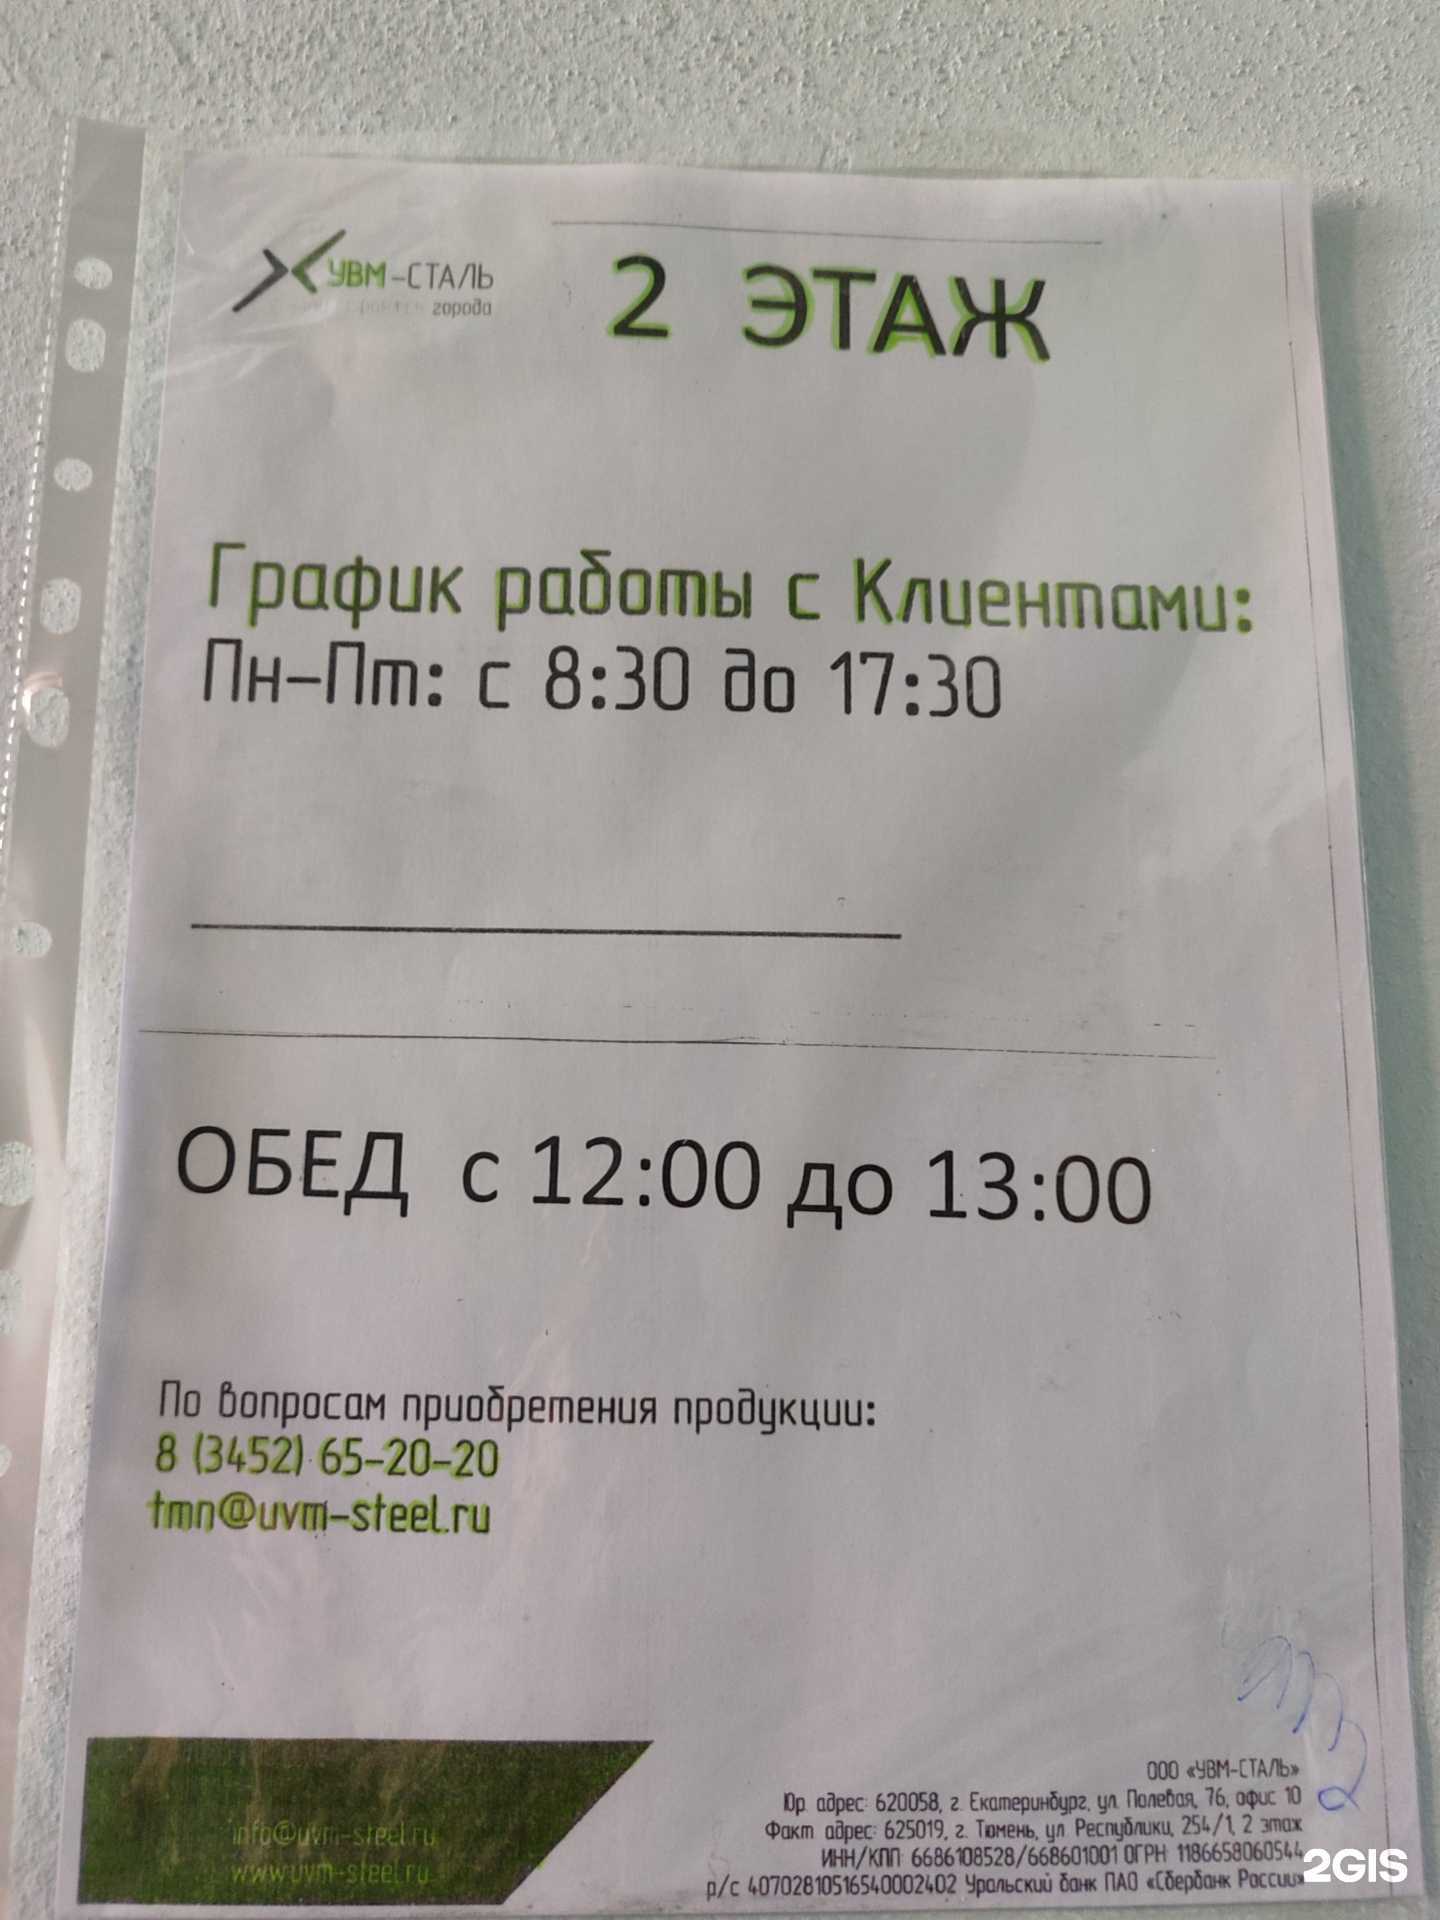 УВМ-СТАЛЬ
города
2 ЭТАЖ
График работы с Клиентами:
Пн-Пт: с 8:30 до 17:30
ОБЕД с 12:00 до 13:00
По вопросам приобретения продукции:
8 (3452) 65-20-20
tmn@uvm-steel.ru
info@uvm-steel.ru
www.uvm-steel.ru
ООО «УВМ-СТАЛЬ»
Юр. адрес: 620058, г. Екатеринбург, ул. Полевая, 76, офис 10
Факт. адрес: 625019, г. Тюмень, ул. Республики, 254/1, 2 этаж
ИНН/КПП 6686108528/668601001 ОГРН 1186658060544
р/с 40702810516540002402 Уральский банк ПАО «Сбербанк России»
2GIS